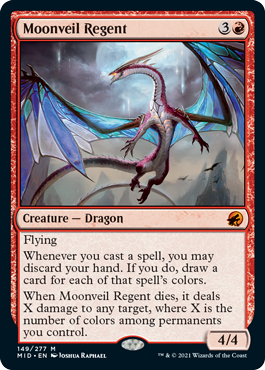 Moonveil Regent 3
Creature — Dragon
Flying
Whenever you cast a spell, you may
discard your hand. If you do, draw a
card for each of that spell's colors.
When Moonveil Regent dies, it deals
X damage to any target, where X is
the number of colors among permanents
you control.
4/4
149/277 M
MID • EN Joshua Raphael
™ & © 2021 Wizards of the Coast